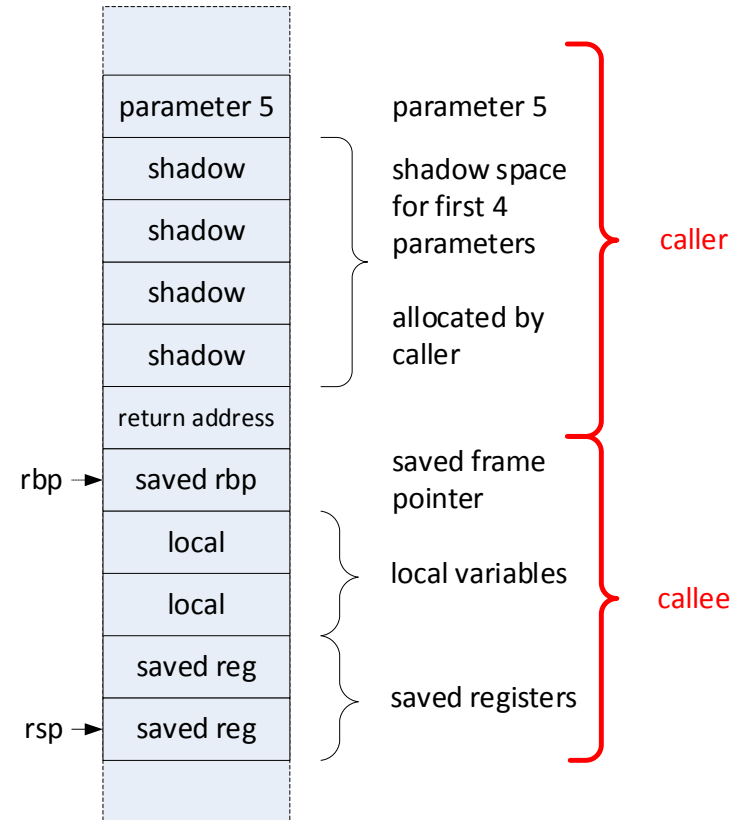 parameter 5
shadow
shadow
shadow
shadow
return address
rbp
saved rbp
local
local
saved reg
rsp
saved reg
parameter 5
shadow space
for first 4
parameters
allocated by
caller
saved frame
pointer
local variables
saved registers
caller
callee